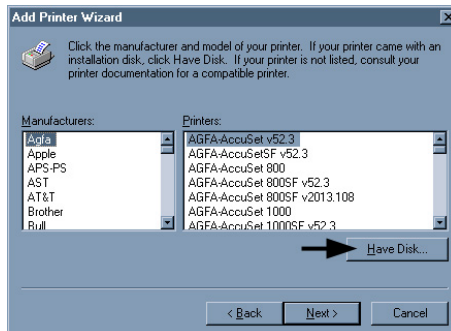 Add Printer Wizard
Click the manufacturer and model of your printer. If your printer came with an
installation disk, click Have Disk. If your printer is not listed, consult your
printer documentation for a compatible printer.
Manufacturers:
Agfa
Apple
APS-PS
AST
AT&T
Brother
Bull
Printers:
AGFA-AccuSet v52.3
AGFA-AccuSetSF v52.3
AGFA-AccuSet 800
AGFA-AccuSet 800SF v52.3
AGFA-AccuSet 800SF v2013.108
AGFA-AccuSet 1000
AGFA-AccuSet 1000SF v52.3
Have Disk...
< Back
Next >
Cancel